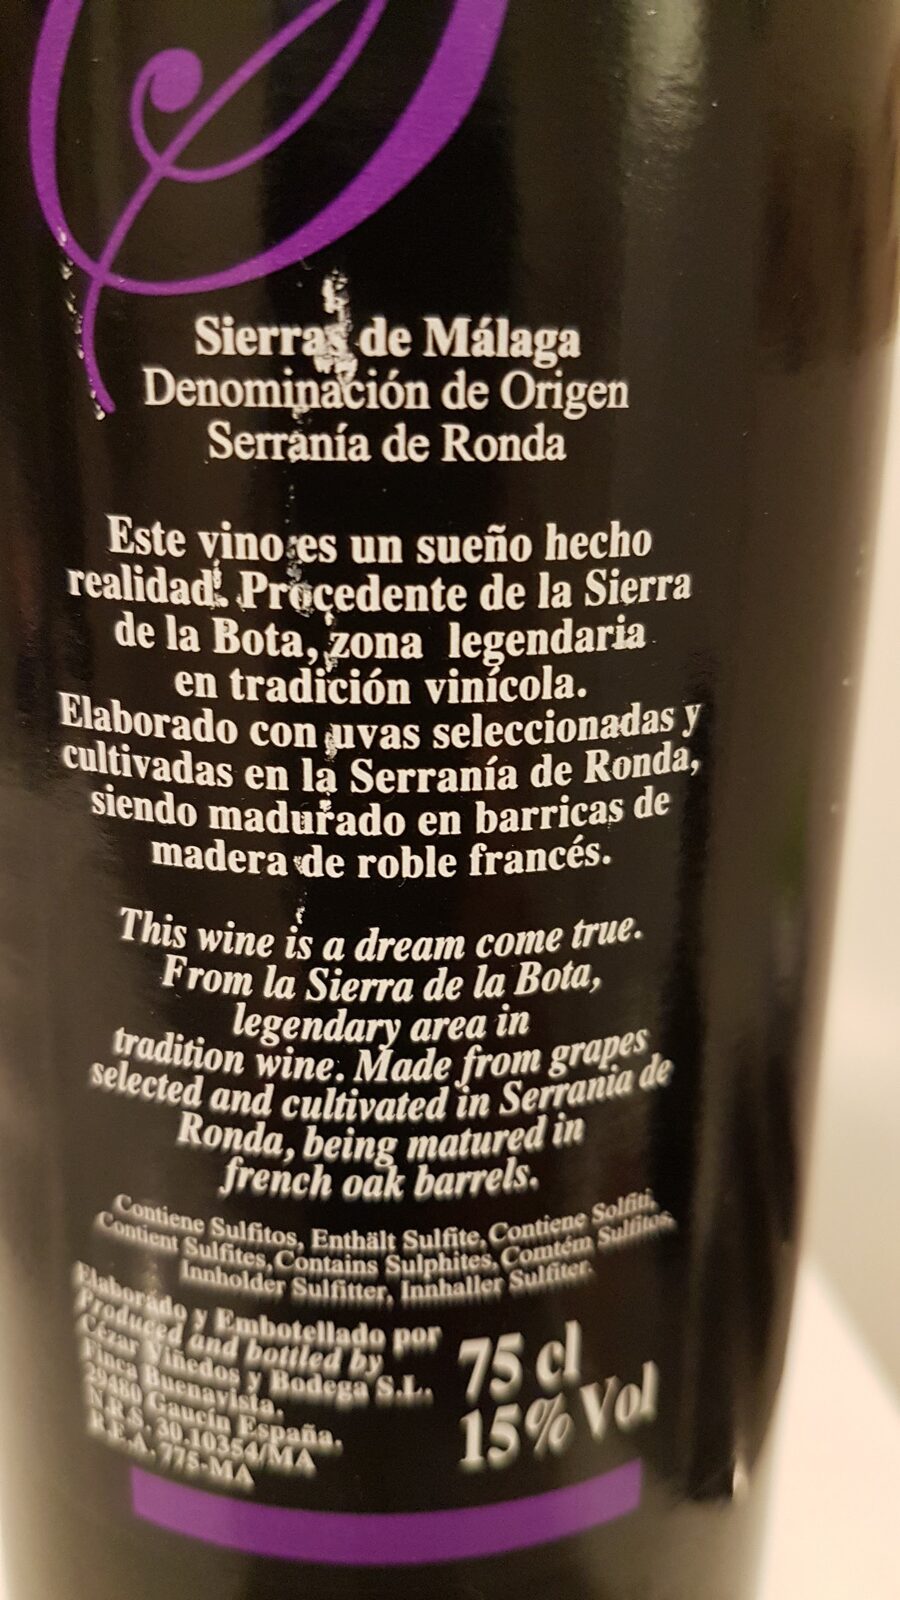 Sierras de Málaga
Denominación de Origen
Serranía de Ronda
Este vino es un sueño hecho
realidad. Procedente de la Sierra
de la Bota, zona legendaria
en tradición vinícola.
Elaborado con uvas seleccionadas y
cultivadas en la Serranía de Ronda,
siendo madurado en barricas de
madera de roble francés.
This wine is a dream come true.
From la Sierra de la Bota,
legendary area in
tradition wine. Made from grapes
selected and cultivated in Serrania de
Ronda, being matured in
french oak barrels.
Contiene Sulfitos, Enthält Sulfite, Contiene Solfiti,
Contient Sulfites, Contains Sulphites, Comtém Sulfitos,
Innholder Sulfitter, Innhaller Sulfiter.
Elaborado y Embotellado por
Produced and bottled by
Cézar Viñedos y Bodega S.L.
Finca Buenavista.
29480 Gaucín España.
N.R.S. 30.10354/MA
R.E.A. 775-MA
75 cl
15% Vol